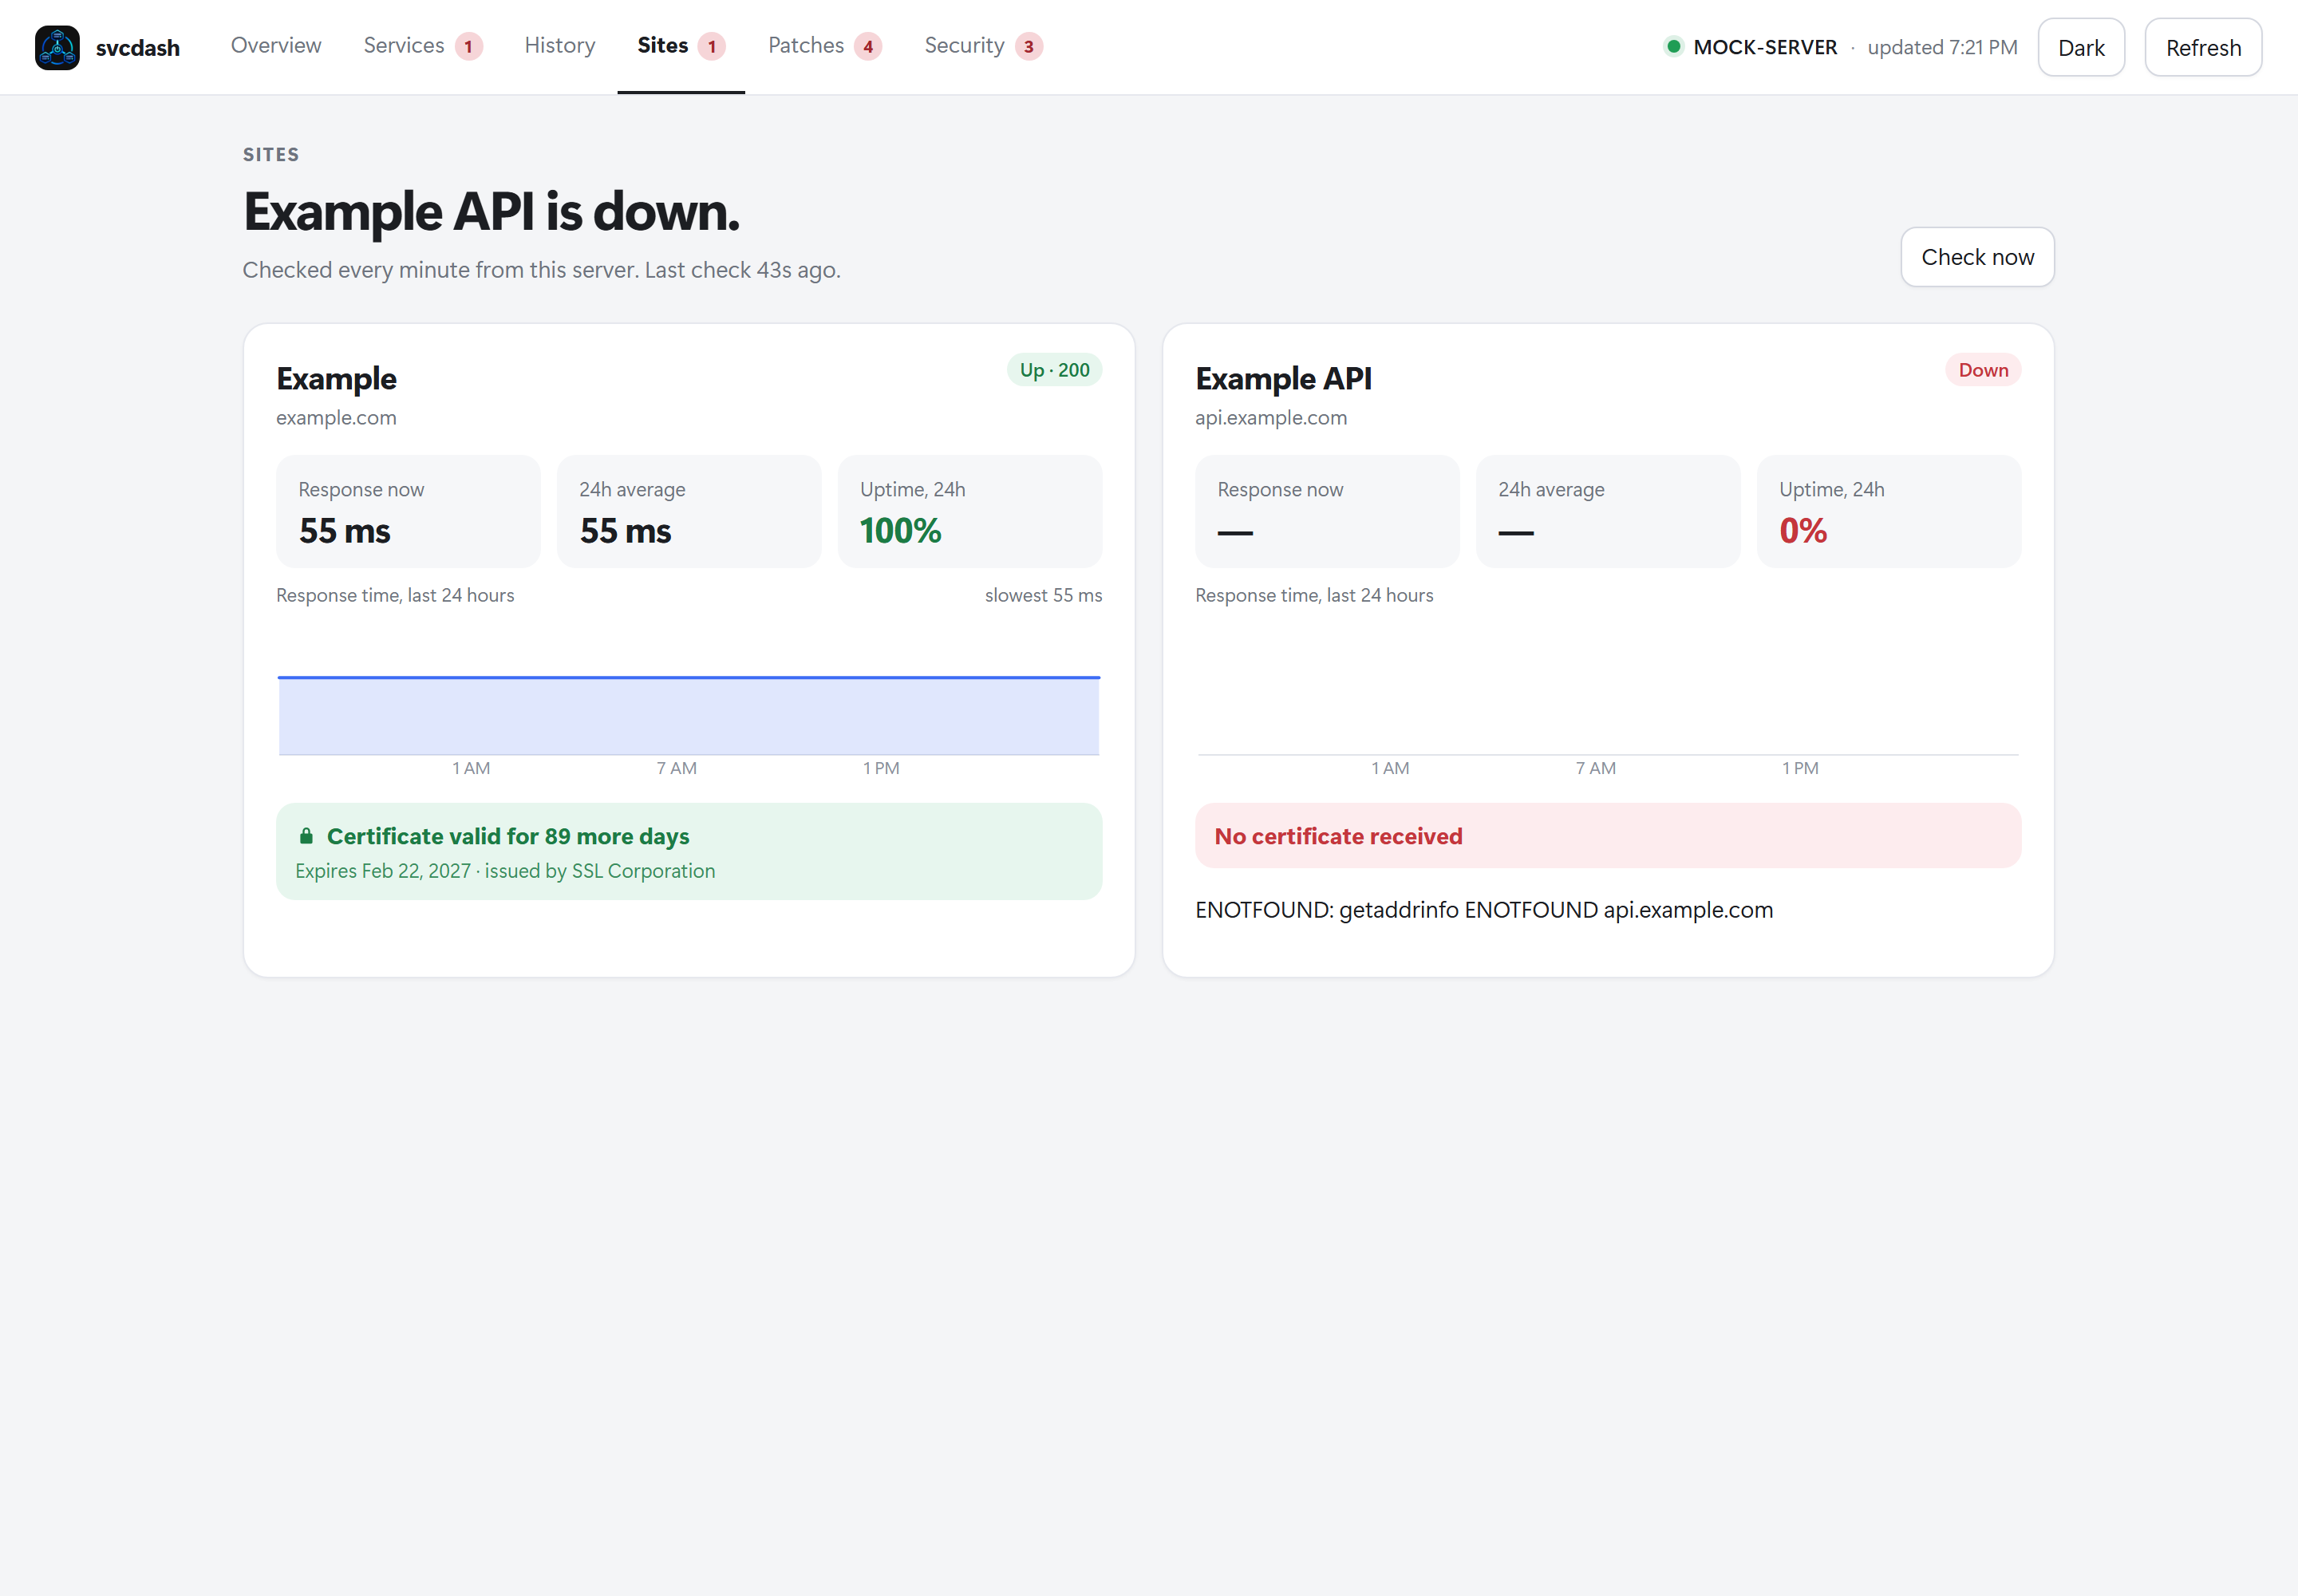 svcdash Overview Services 1 History Sites 1 Patches 4 Security 3 MOCK-SERVER · updated 7:21 PM Dark Refresh
SITES
Example API is down.
Checked every minute from this server. Last check 43s ago.
Check now
Example
Up · 200
example.com
Response now
55 ms
24h average
55 ms
Uptime, 24h
100%
Response time, last 24 hours
slowest 55 ms
1 AM 7 AM 1 PM
Certificate valid for 89 more days
Expires Feb 22, 2027 · issued by SSL Corporation
Example API
Down
api.example.com
Response now
—
24h average
—
Uptime, 24h
0%
Response time, last 24 hours
1 AM 7 AM 1 PM
No certificate received
ENOTFOUND: getaddrinfo ENOTFOUND api.example.com